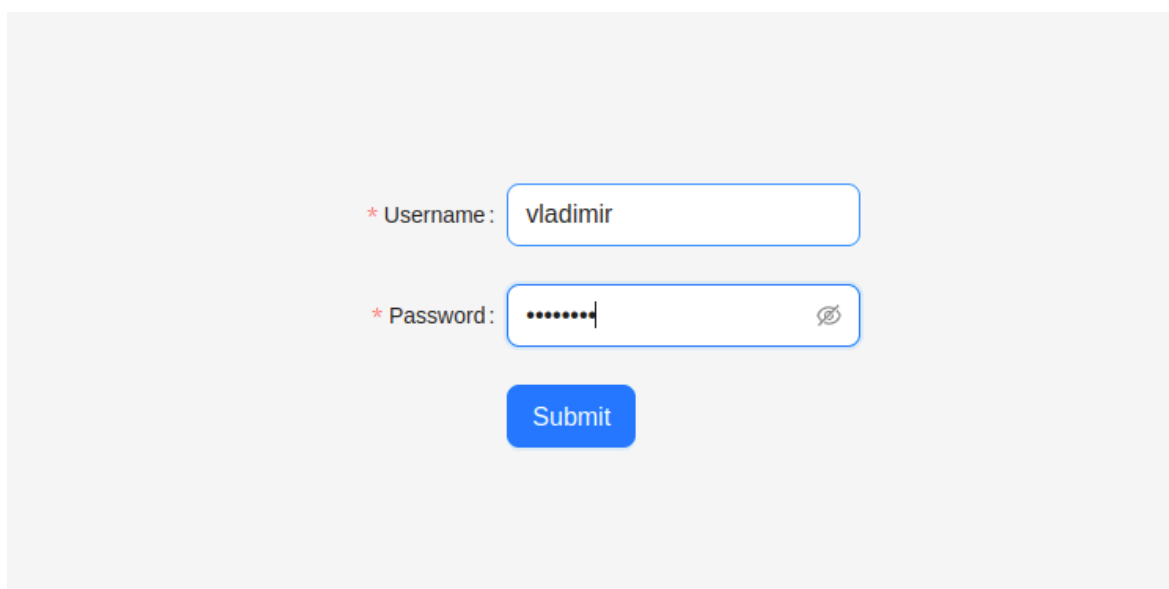 * Username: vladimir
* Password: ••••••••
Submit